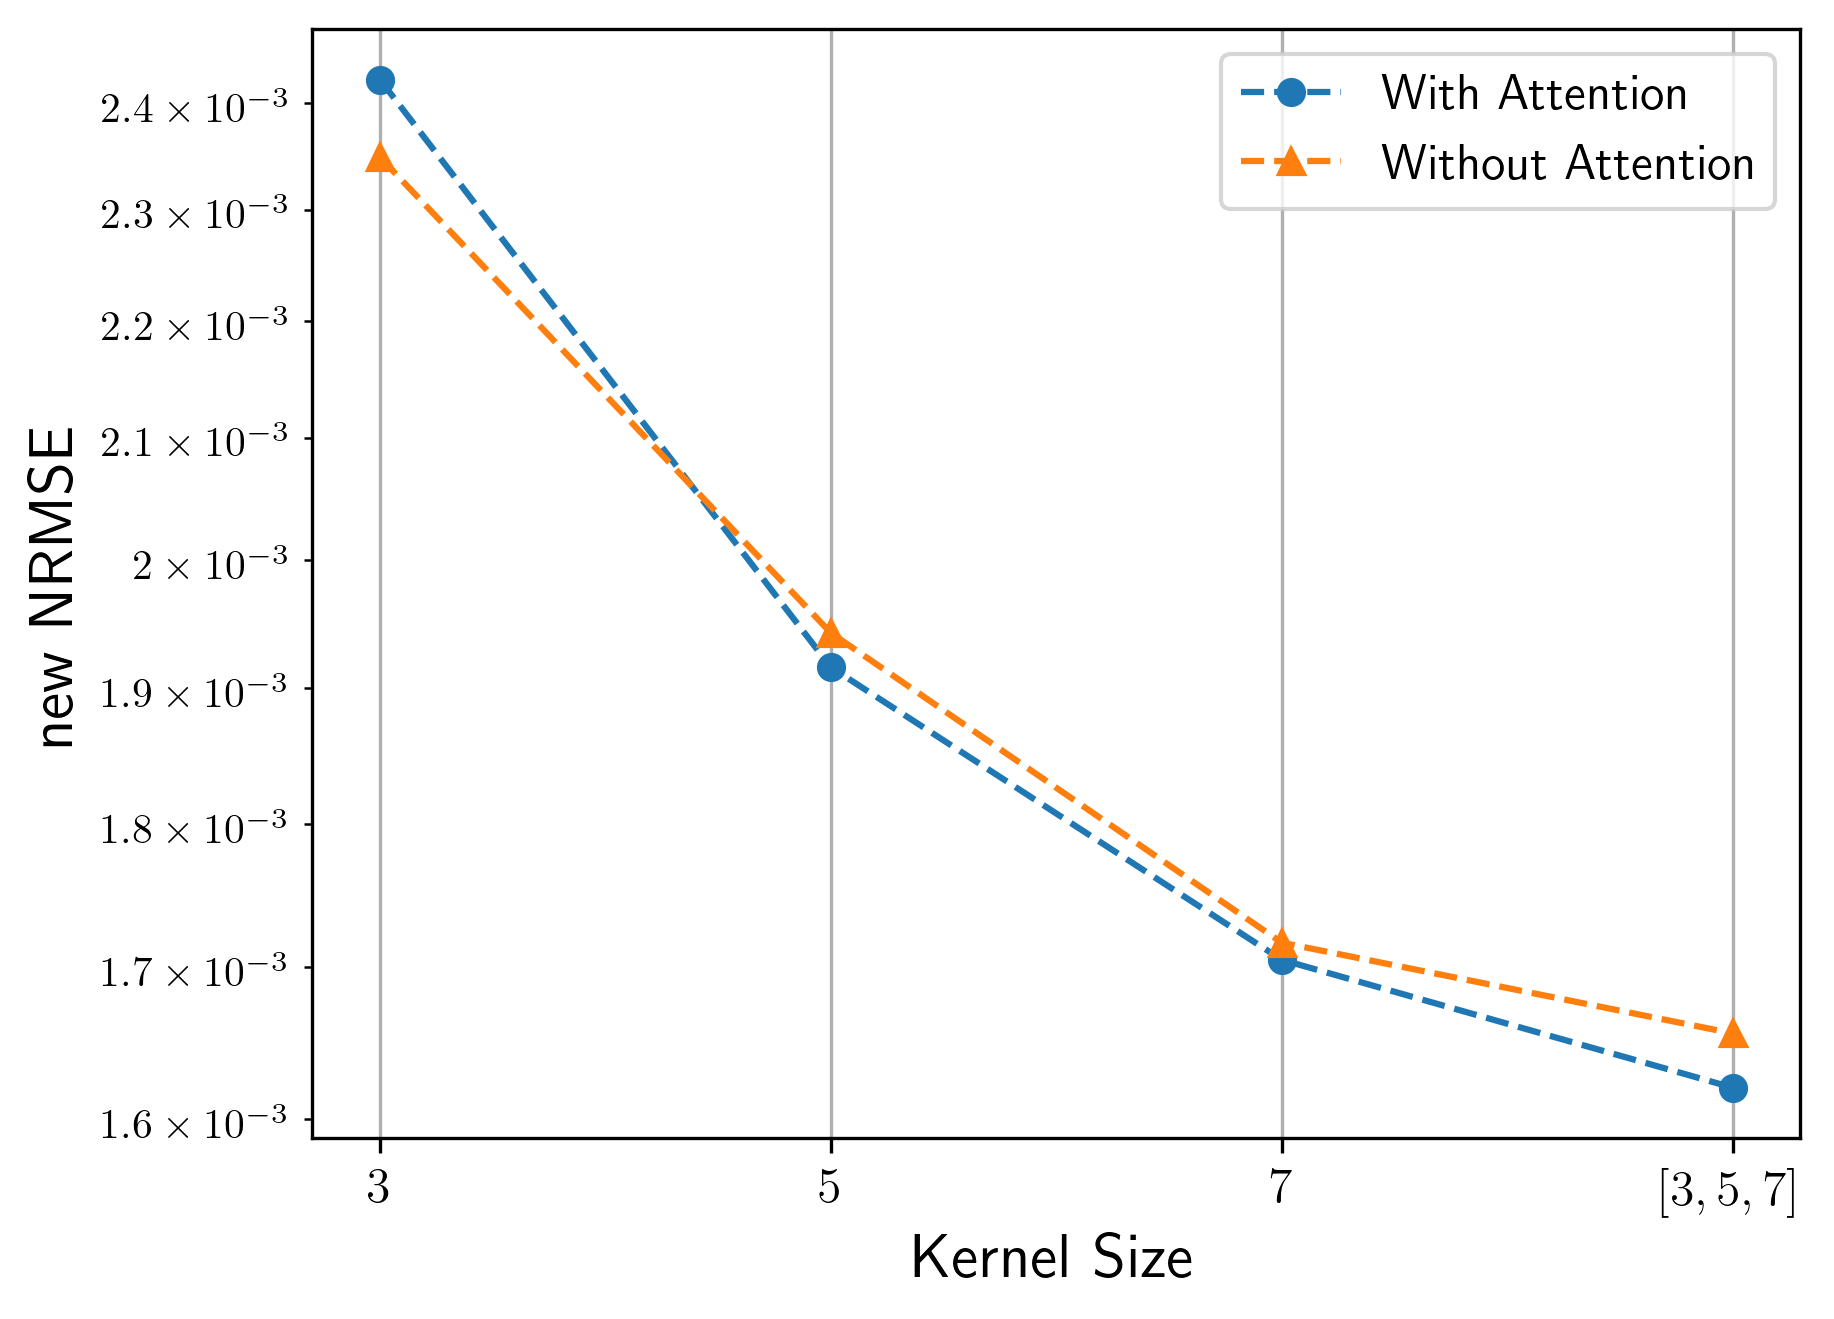 With Attention
Without Attention
2.4 × 10⁻³
2.3 × 10⁻³
2.2 × 10⁻³
2.1 × 10⁻³
2 × 10⁻³
1.9 × 10⁻³
1.8 × 10⁻³
1.7 × 10⁻³
1.6 × 10⁻³
new NRMSE
3
5
7
[3, 5, 7]
Kernel Size